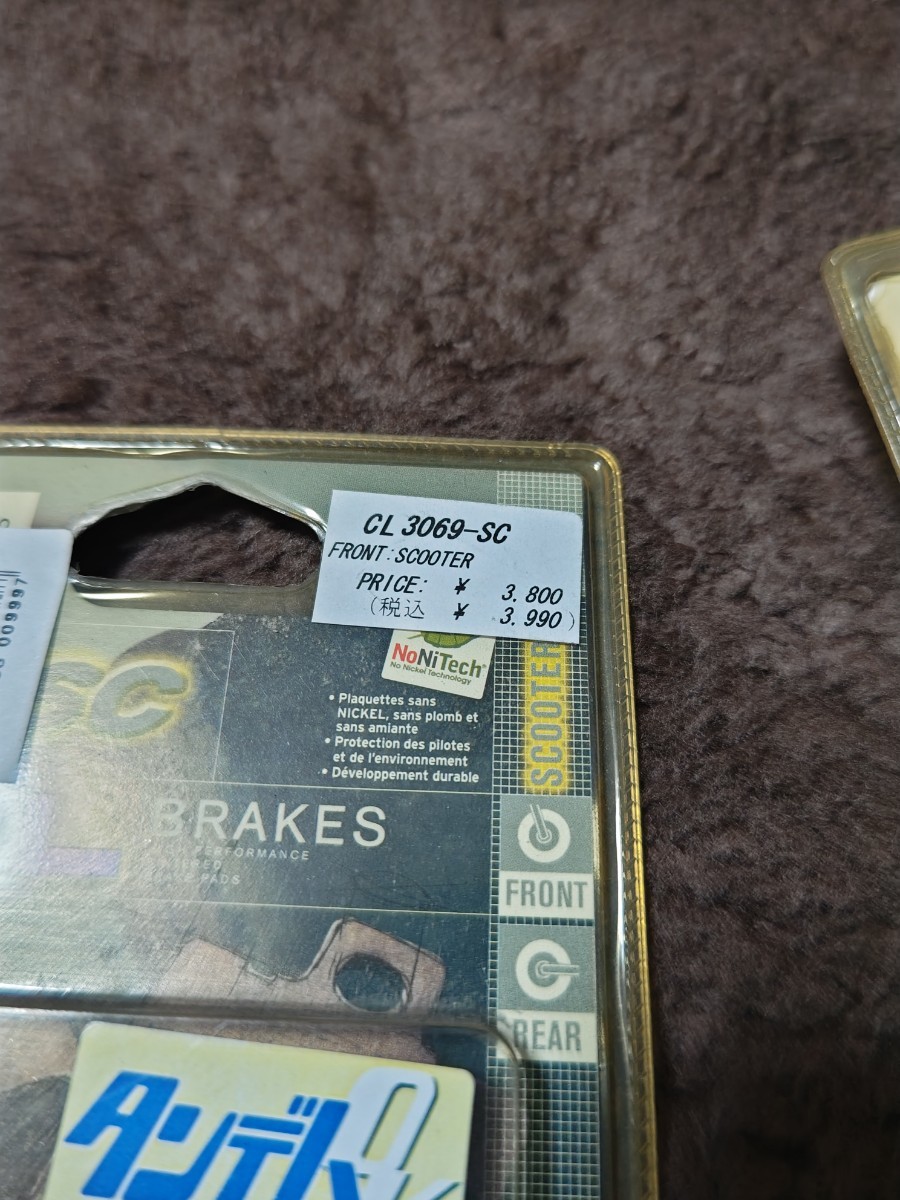 CL 3069-SC
FRONT:SCOOTER
PRICE: ¥ 3.800
(税込 ¥ 3.990)
NoNiTech®
No Nickel Technology
• Plaquettes sans
NICKEL, sans plomb et
sans amiante
• Protection des pilotes
et de l'environnement
• Développement durable
SCOOTER
BRAKES
PERFORMANCE
PADS
FRONT
REAR
タンデム